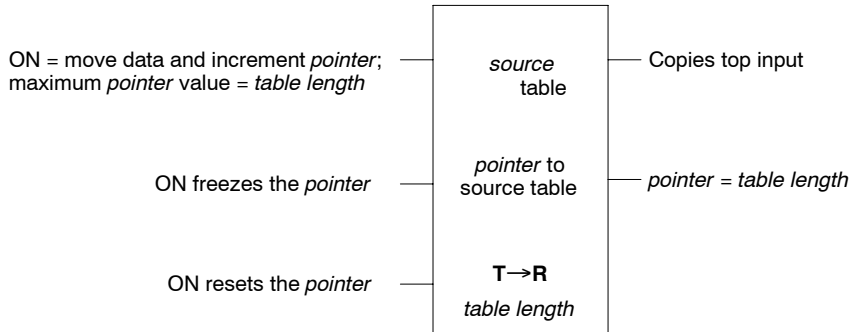 ON = move data and increment pointer;
maximum pointer value = table length
source
table
Copies top input
ON freezes the pointer
pointer to
source table
pointer = table length
ON resets the pointer
T→R
table length